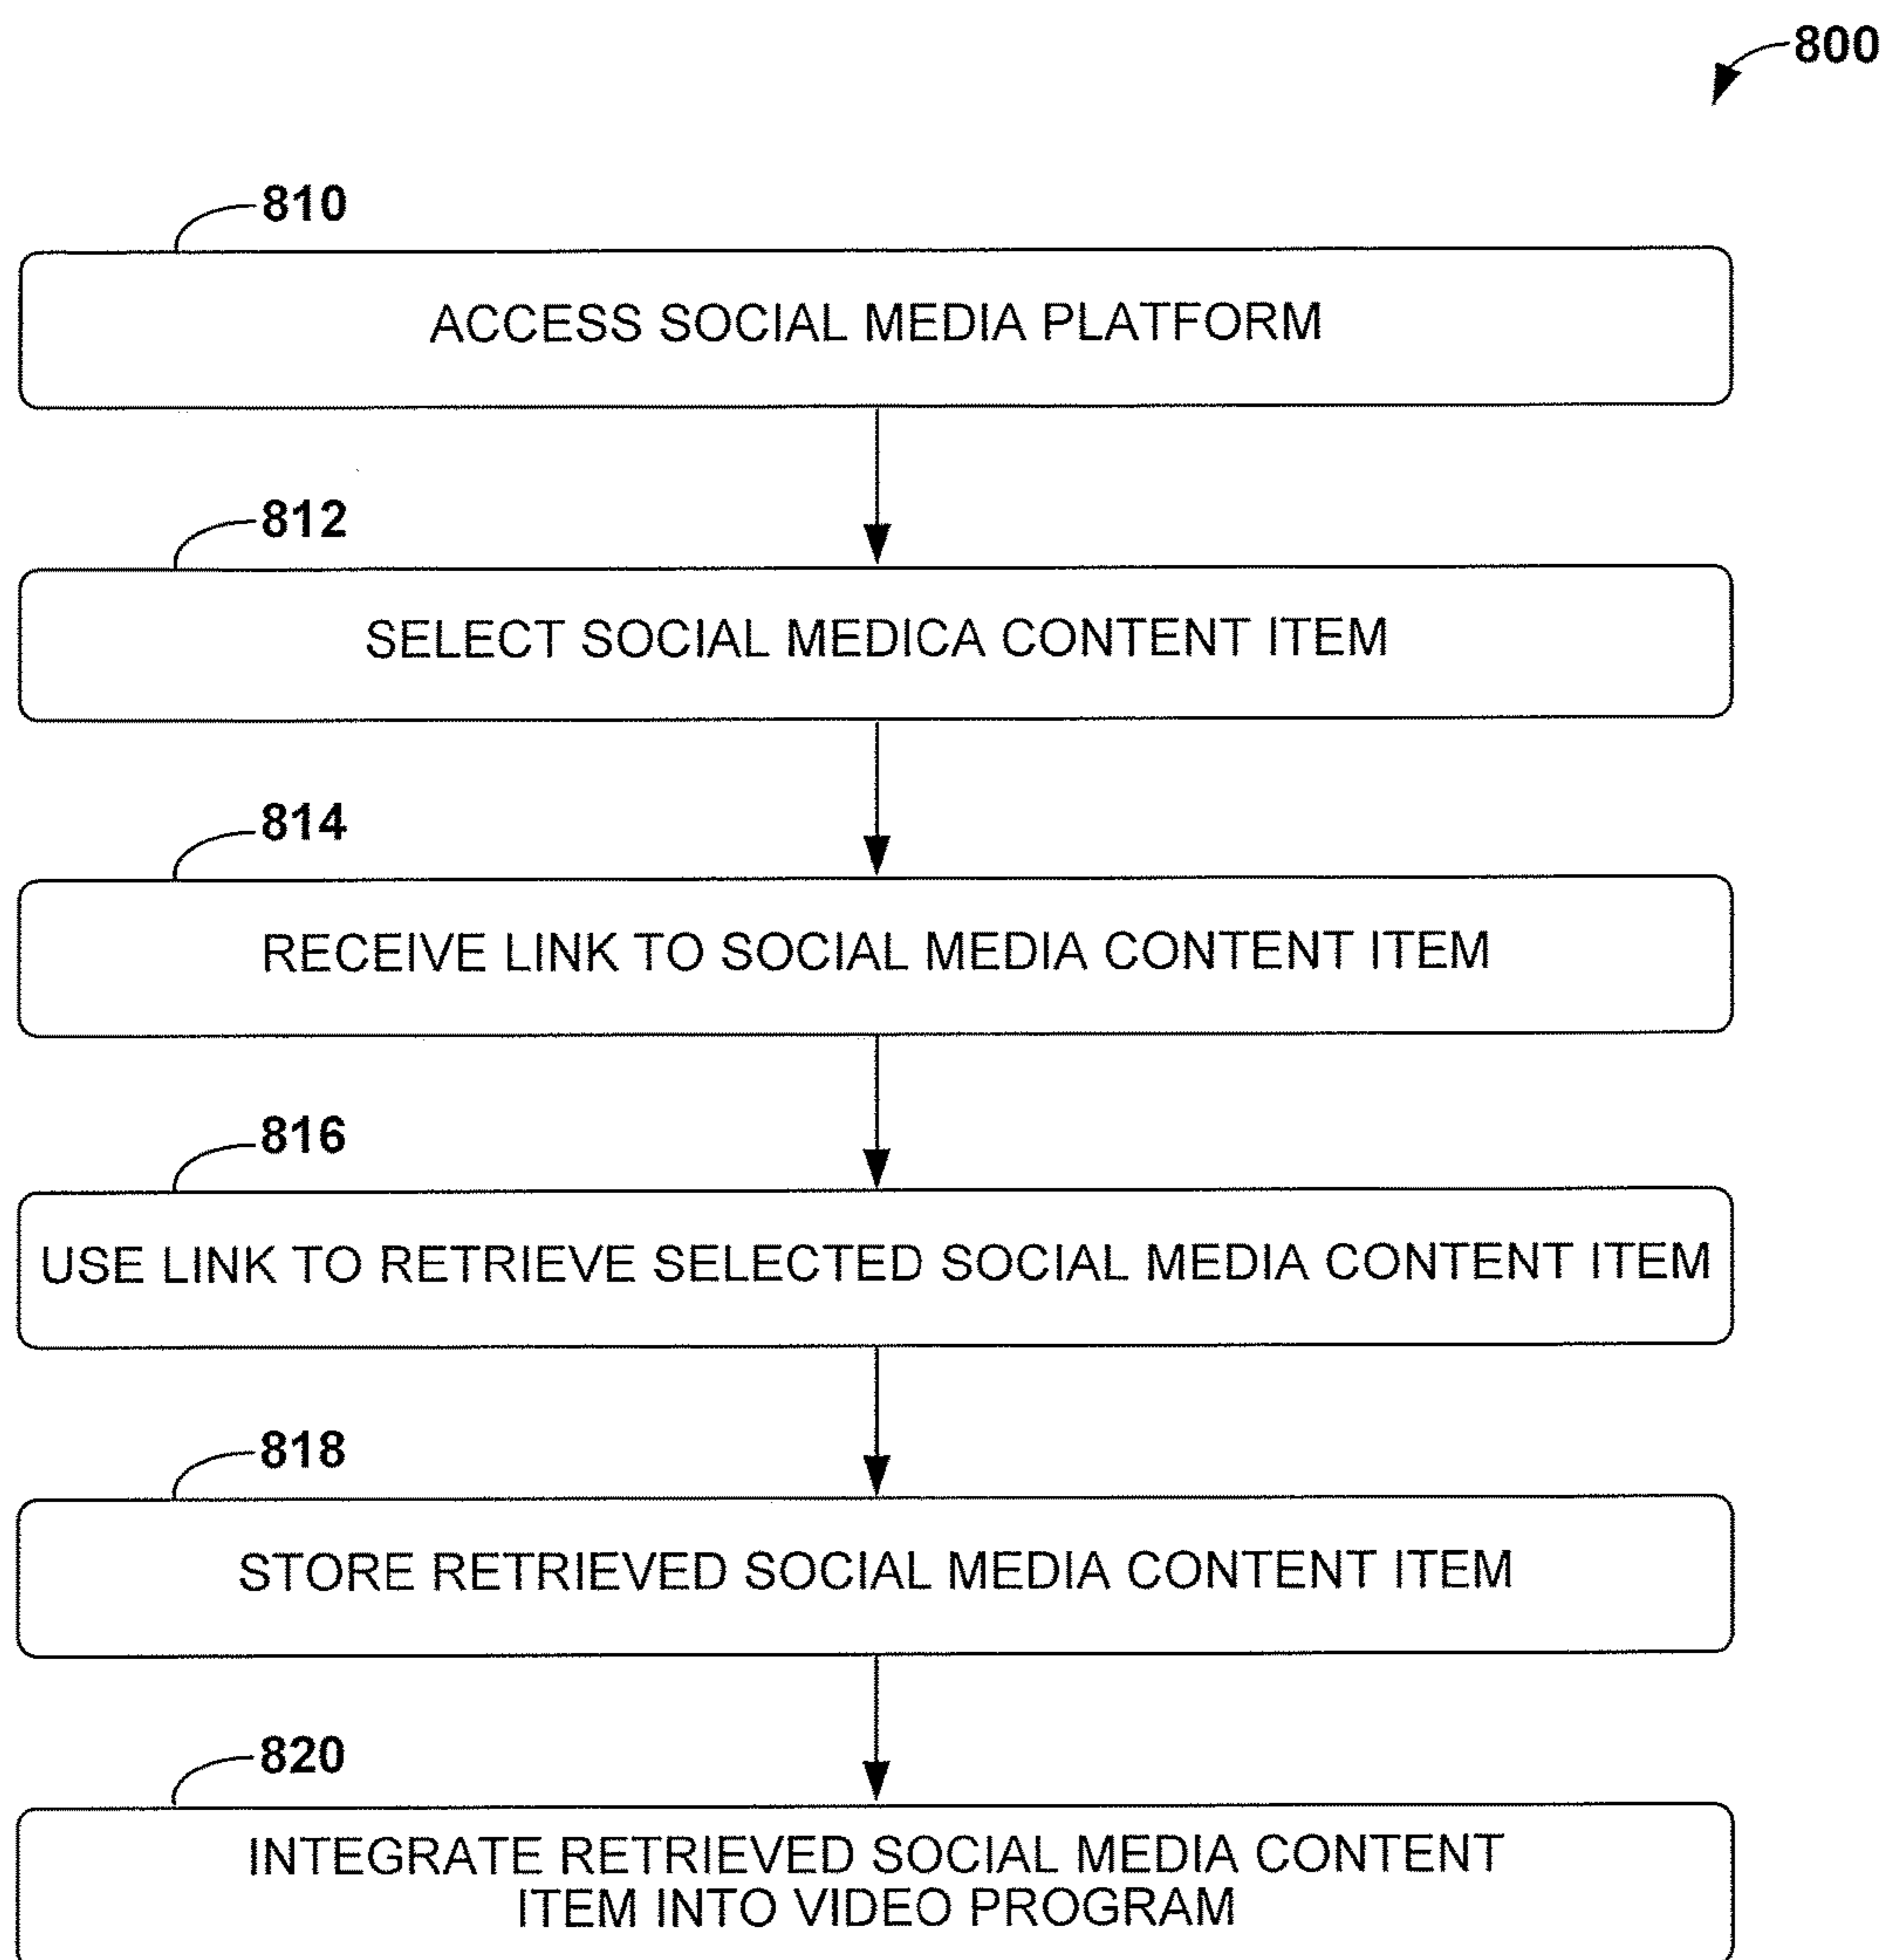 800
810
ACCESS SOCIAL MEDIA PLATFORM
812
SELECT SOCIAL MEDICA CONTENT ITEM
814
RECEIVE LINK TO SOCIAL MEDIA CONTENT ITEM
816
USE LINK TO RETRIEVE SELECTED SOCIAL MEDIA CONTENT ITEM
818
STORE RETRIEVED SOCIAL MEDIA CONTENT ITEM
820
INTEGRATE RETRIEVED SOCIAL MEDIA CONTENT
ITEM INTO VIDEO PROGRAM